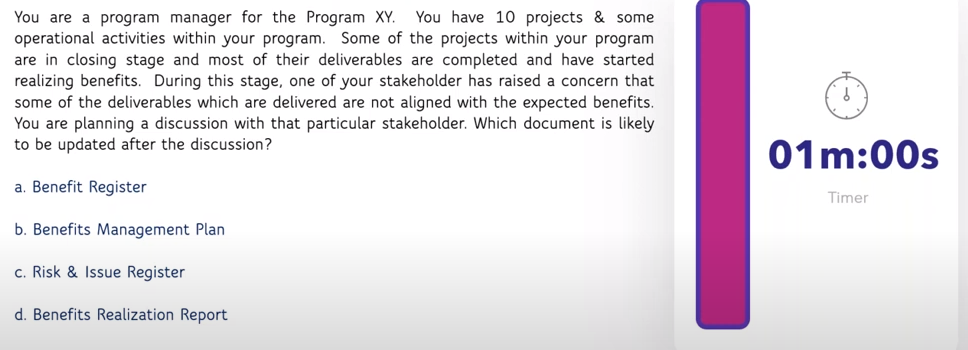 You are a program manager for the Program XY. You have 10 projects & some
operational activities within your program. Some of the projects within your program
are in closing stage and most of their deliverables are completed and have started
realizing benefits. During this stage, one of your stakeholder has raised a concern that
some of the deliverables which are delivered are not aligned with the expected benefits.
You are planning a discussion with that particular stakeholder. Which document is likely
to be updated after the discussion?
a. Benefit Register
b. Benefits Management Plan
c. Risk & Issue Register
d. Benefits Realization Report
01m:00s
Timer